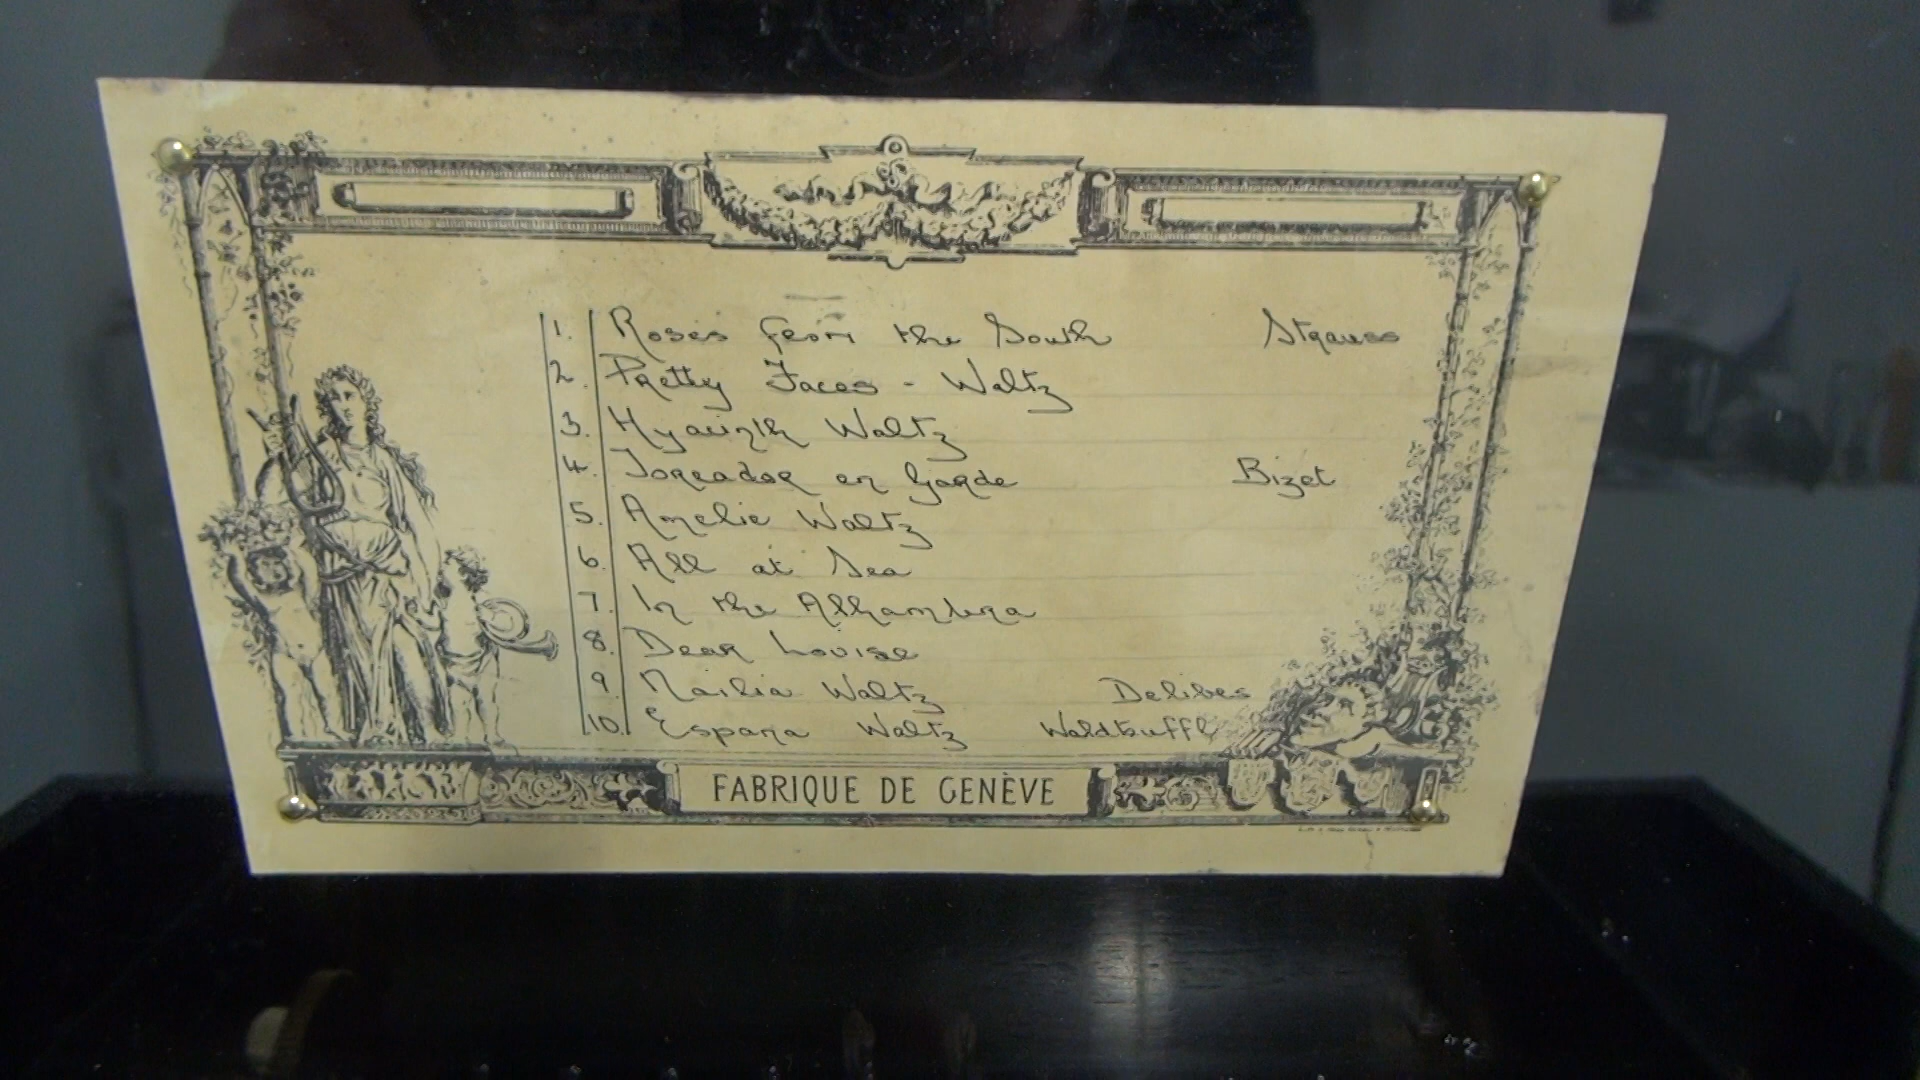 1. Roses from the South Strauss
2. Pretty Faces - Waltz
3. Hyacinth Waltz
4. Toreador en Garde Bizet
5. Amelie Waltz
6. All at Sea
7. In the Alhambra
8. Dear Louise
9. Nailia Waltz Delibes
10. Espana Waltz Waldtuffl
FABRIQUE DE GENÈVE